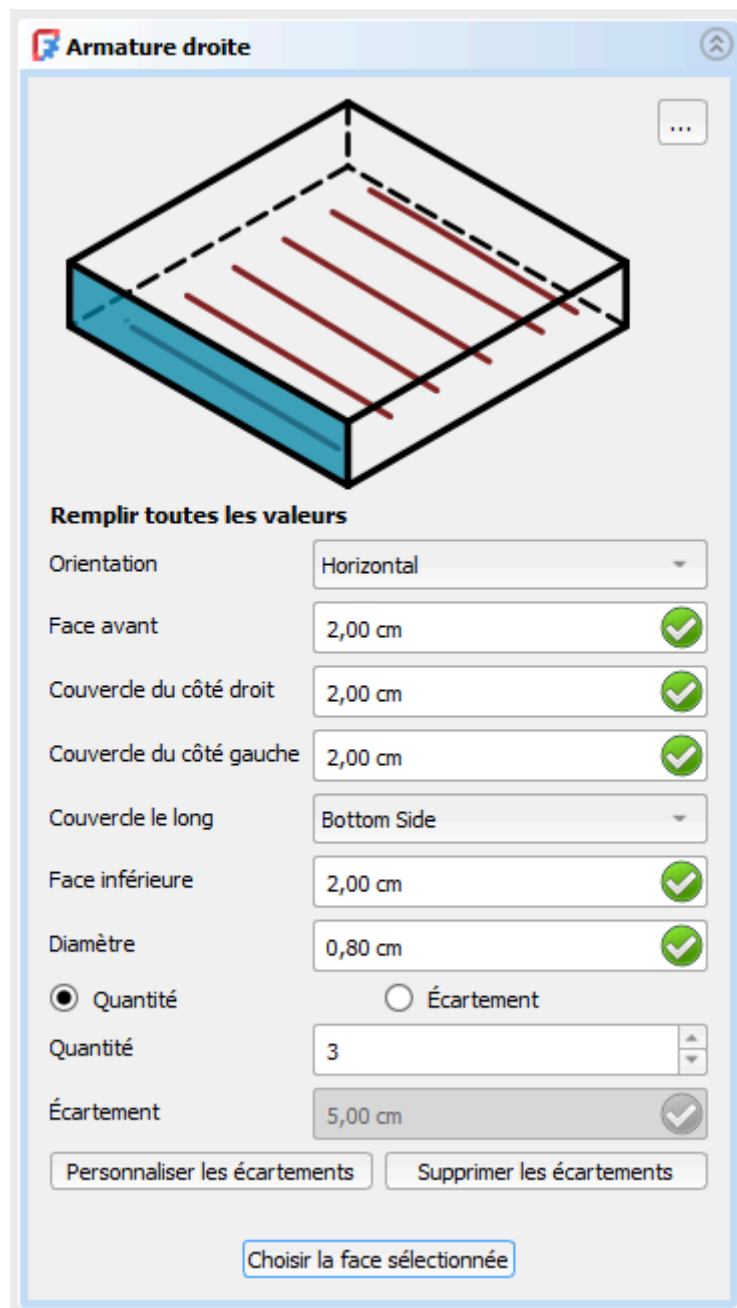 Armature droite
...
Remplir toutes les valeurs
Orientation Horizontal
Face avant 2,00 cm
Couvercle du côté droit 2,00 cm
Couvercle du côté gauche 2,00 cm
Couvercle le long Bottom Side
Face inférieure 2,00 cm
Diamètre 0,80 cm
Quantité Écartement
Quantité 3
Écartement 5,00 cm
Personnaliser les écartements Supprimer les écartements
Choisir la face sélectionnée